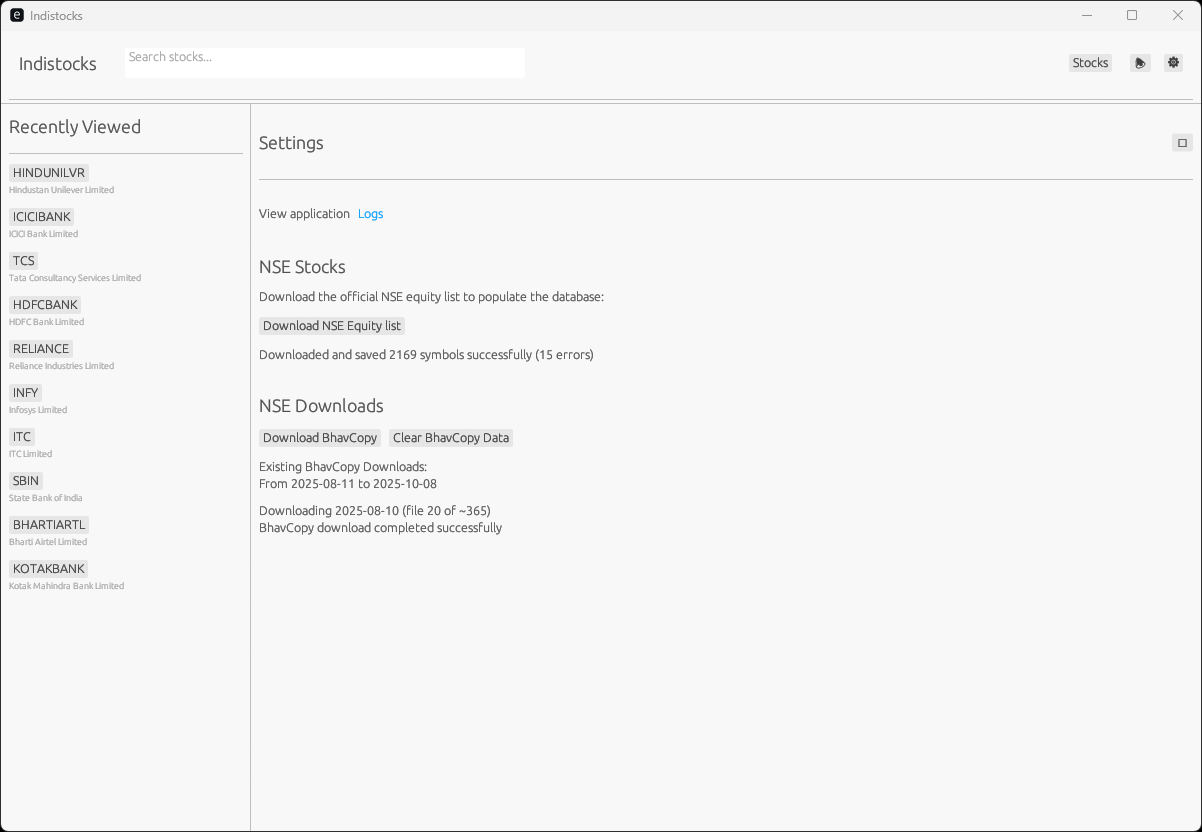 Indistocks
Indistocks
Search stocks...
Stocks
Recently Viewed
HINDUNILVR
Hindustan Unilever Limited
ICICIBANK
ICICI Bank Limited
TCS
Tata Consultancy Services Limited
HDFCBANK
HDFC Bank Limited
RELIANCE
Reliance Industries Limited
INFY
Infosys Limited
ITC
ITC Limited
SBIN
State Bank of India
BHARTIARTL
Bharti Airtel Limited
KOTAKBANK
Kotak Mahindra Bank Limited
Settings
View application Logs
NSE Stocks
Download the official NSE equity list to populate the database:
Download NSE Equity list
Downloaded and saved 2169 symbols successfully (15 errors)
NSE Downloads
Download BhavCopy Clear BhavCopy Data
Existing BhavCopy Downloads:
From 2025-08-11 to 2025-10-08
Downloading 2025-08-10 (file 20 of ~365)
BhavCopy download completed successfully